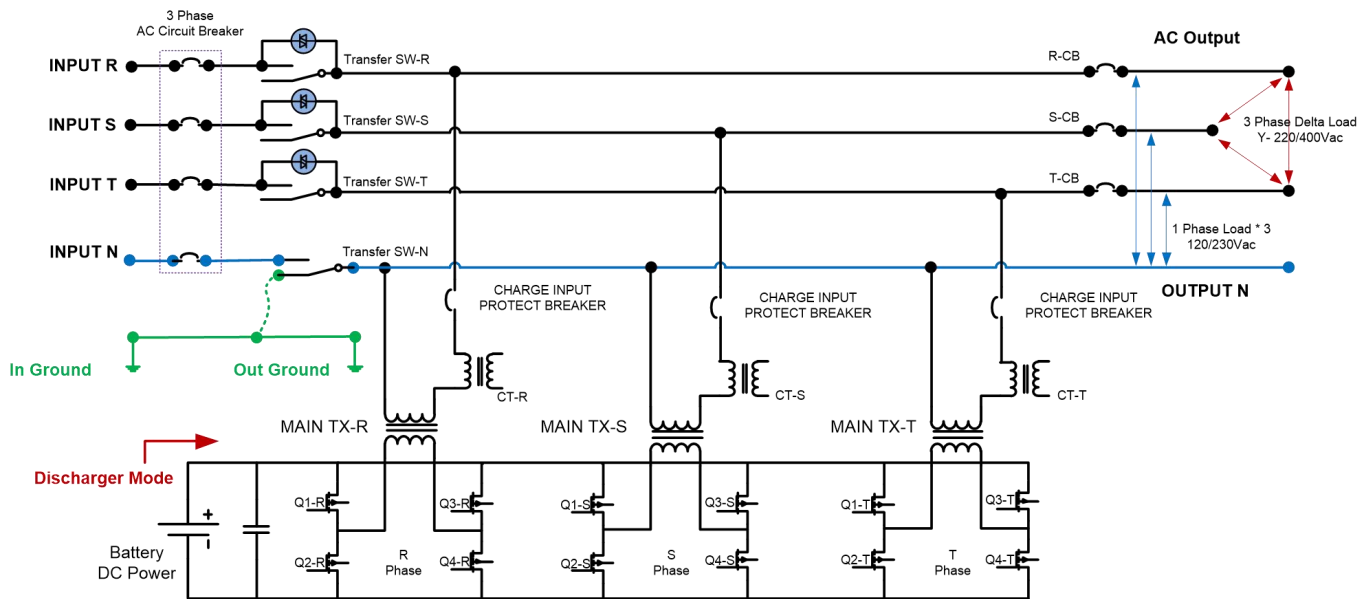 3 Phase
AC Circuit Breaker
AC Output
INPUT R
Transfer SW-R
R-CB
INPUT S
Transfer SW-S
S-CB
3 Phase Delta Load
Y- 220/400Vac
INPUT T
Transfer SW-T
T-CB
1 Phase Load * 3
120/230Vac
INPUT N
Transfer SW-N
OUTPUT N
CHARGE INPUT
PROTECT BREAKER
CHARGE INPUT
PROTECT BREAKER
CHARGE INPUT
PROTECT BREAKER
In Ground
Out Ground
CT-R
CT-S
CT-T
MAIN TX-R
MAIN TX-S
MAIN TX-T
Discharger Mode
Q1-R
Q3-R
Q1-S
Q3-S
Q1-T
Q3-T
+
-
Battery
DC Power
Q2-R
R
Phase
Q4-R
Q2-S
S
Phase
Q4-S
Q2-T
T
Phase
Q4-T